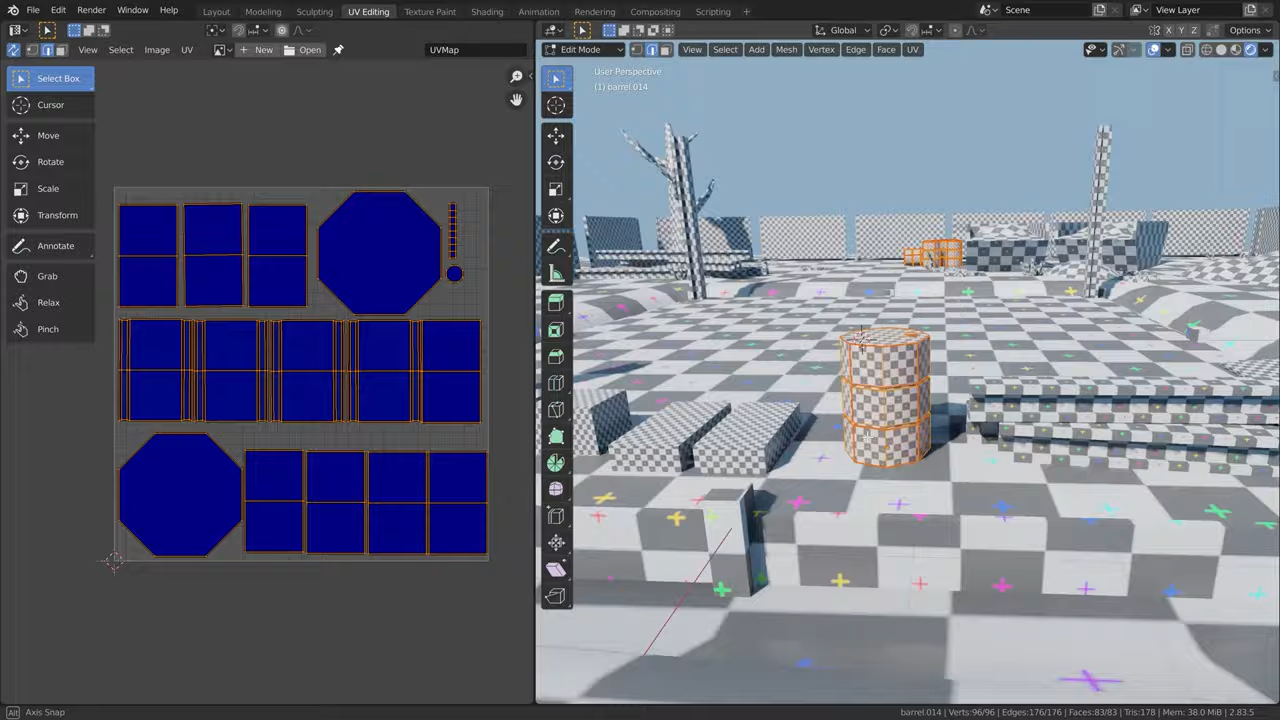 File Edit Render Window Help Layout Modeling Sculpting UV Editing Texture Paint Shading Animation Rendering Compositing Scripting Scene View Layer
Global X Y Z Options
View Select Image UV New Open UVMap Edit Mode View Select Add Mesh Vertex Edge Face UV
Select Box
Cursor
Move
Rotate
Scale
Transform
Annotate
Grab
Relax
Pinch
User Perspective
(1) barrel.014
Alt Axis Snap barrel.014 | Verts:96/96 | Edges:176/176 | Faces:83/83 | Tris:178 | Mem: 38.0 MiB | 2.83.5